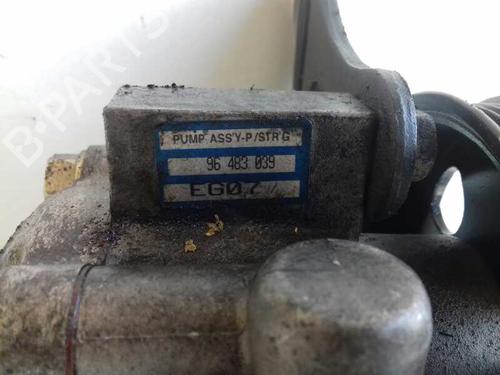 B-PARTS
PUMP ASS'Y-P/STR'G
96 483 039
EG07